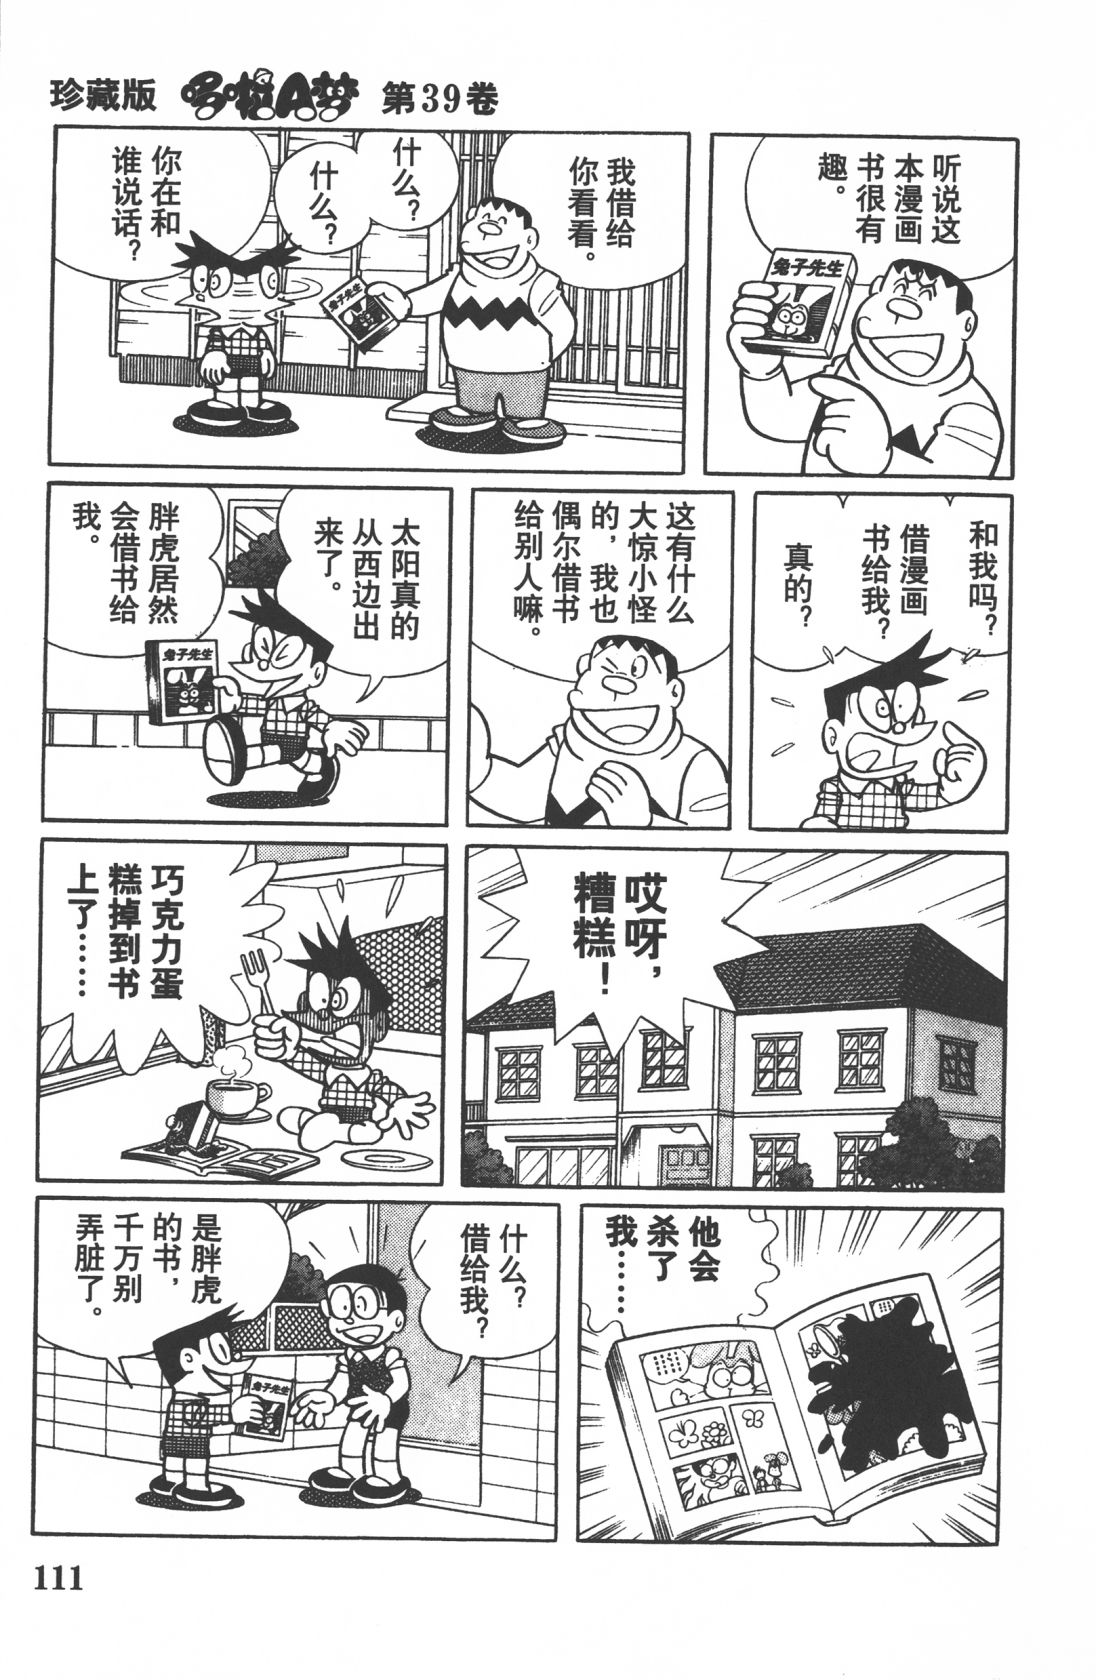 珍藏版 哆啦A梦 第39卷
听说这
本漫画
书很有
趣。
兔子先生
我借给
你看看。
什么?
什么?
你在和
谁说话?
兔子先生
和我吗?
借漫画
书给我?
真的?
这有什么
大惊小怪
的，我也
偶尔借书
给别人嘛。
太阳真的
从西边出
来了。
胖虎居然
会借书给
我。
兔子先生
哎呀，
糟糕！
巧克力蛋
糕掉到书
上了……
他会
杀了
我……
什么?
借给我?
是胖虎
的书，
千万别
弄脏了。
兔子先生
111